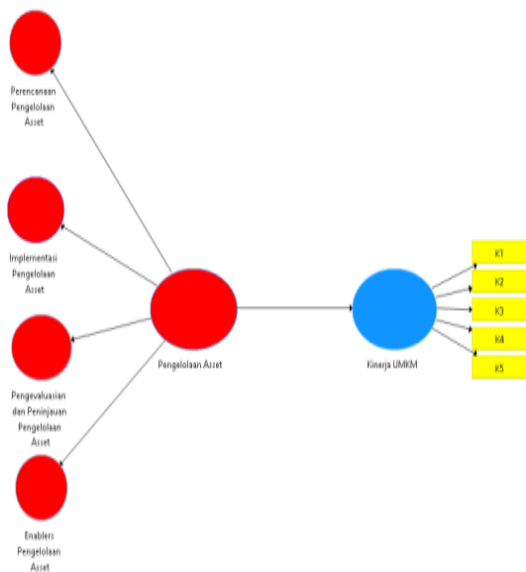 Perencanaan
Pengelolaan
Asset
Implementasi
Pengelolaan
Asset
Pengelolaan Asset
Kinerja UMKM
K1
K2
K3
K4
K5
Pengevaluasian
dan Peninjauan
Pengelolaan
Asset
Enablers
Pengelolaan
Asset